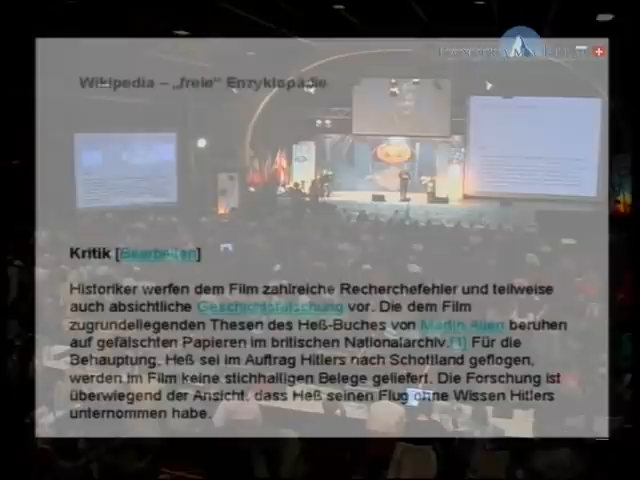 Wikipedia – „freie“ Enzyklopädie
Kritik [Bearbeiten]
Historiker werfen dem Film zahlreiche Recherchefehler und teilweise
auch absichtliche Geschichtsfälschung vor. Die dem Film
zugrundeliegenden Thesen des Heß-Buches von Martin Allen beruhen
auf gefälschten Papieren im britischen Nationalarchiv.[1] Für die
Behauptung, Heß sei im Auftrag Hitlers nach Schottland geflogen,
werden im Film keine stichhaltigen Belege geliefert. Die Forschung ist
überwiegend der Ansicht, dass Heß seinen Flug ohne Wissen Hitlers
unternommen habe.